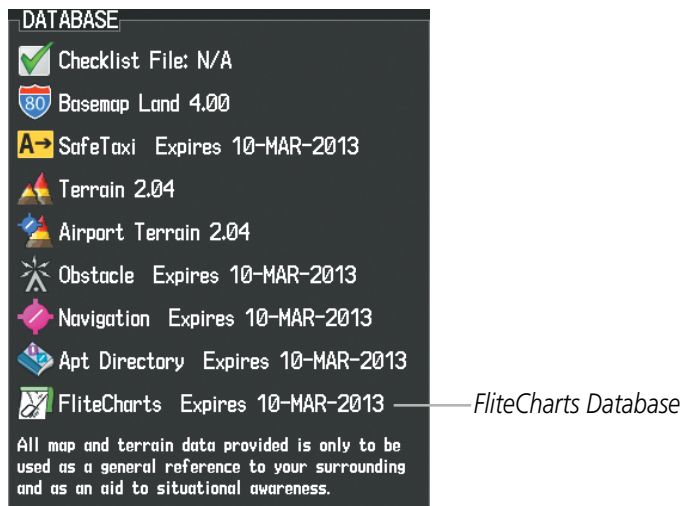 DATABASE
Checklist File: N/A
80 Basemap Land 4.00
A→ SafeTaxi Expires 10-MAR-2013
Terrain 2.04
Airport Terrain 2.04
Obstacle Expires 10-MAR-2013
Navigation Expires 10-MAR-2013
Apt Directory Expires 10-MAR-2013
FliteCharts Expires 10-MAR-2013 FliteCharts Database
All map and terrain data provided is only to be
used as a general reference to your surrounding
and as an aid to situational awareness.